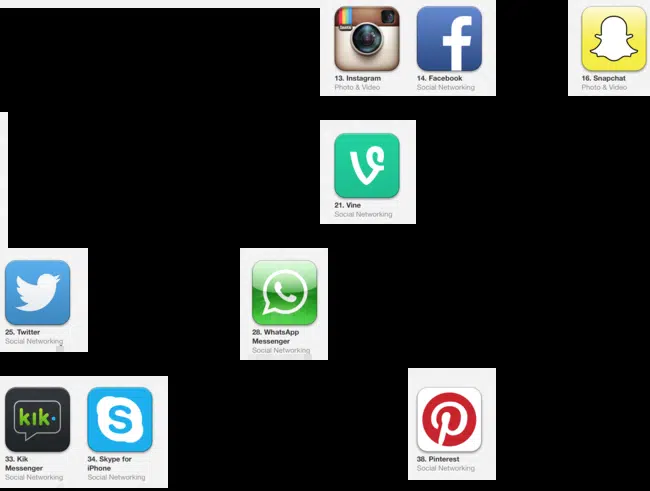 13. Instagram
Photo & Video
14. Facebook
Social Networking
16. Snapchat
Photo & Video
21. Vine
Social Networking
25. Twitter
Social Networking
28. WhatsApp
Messenger
Social Networking
kik
33. Kik
Messenger
Social Networking
34. Skype for
iPhone
Social Networking
38. Pinterest
Social Networking